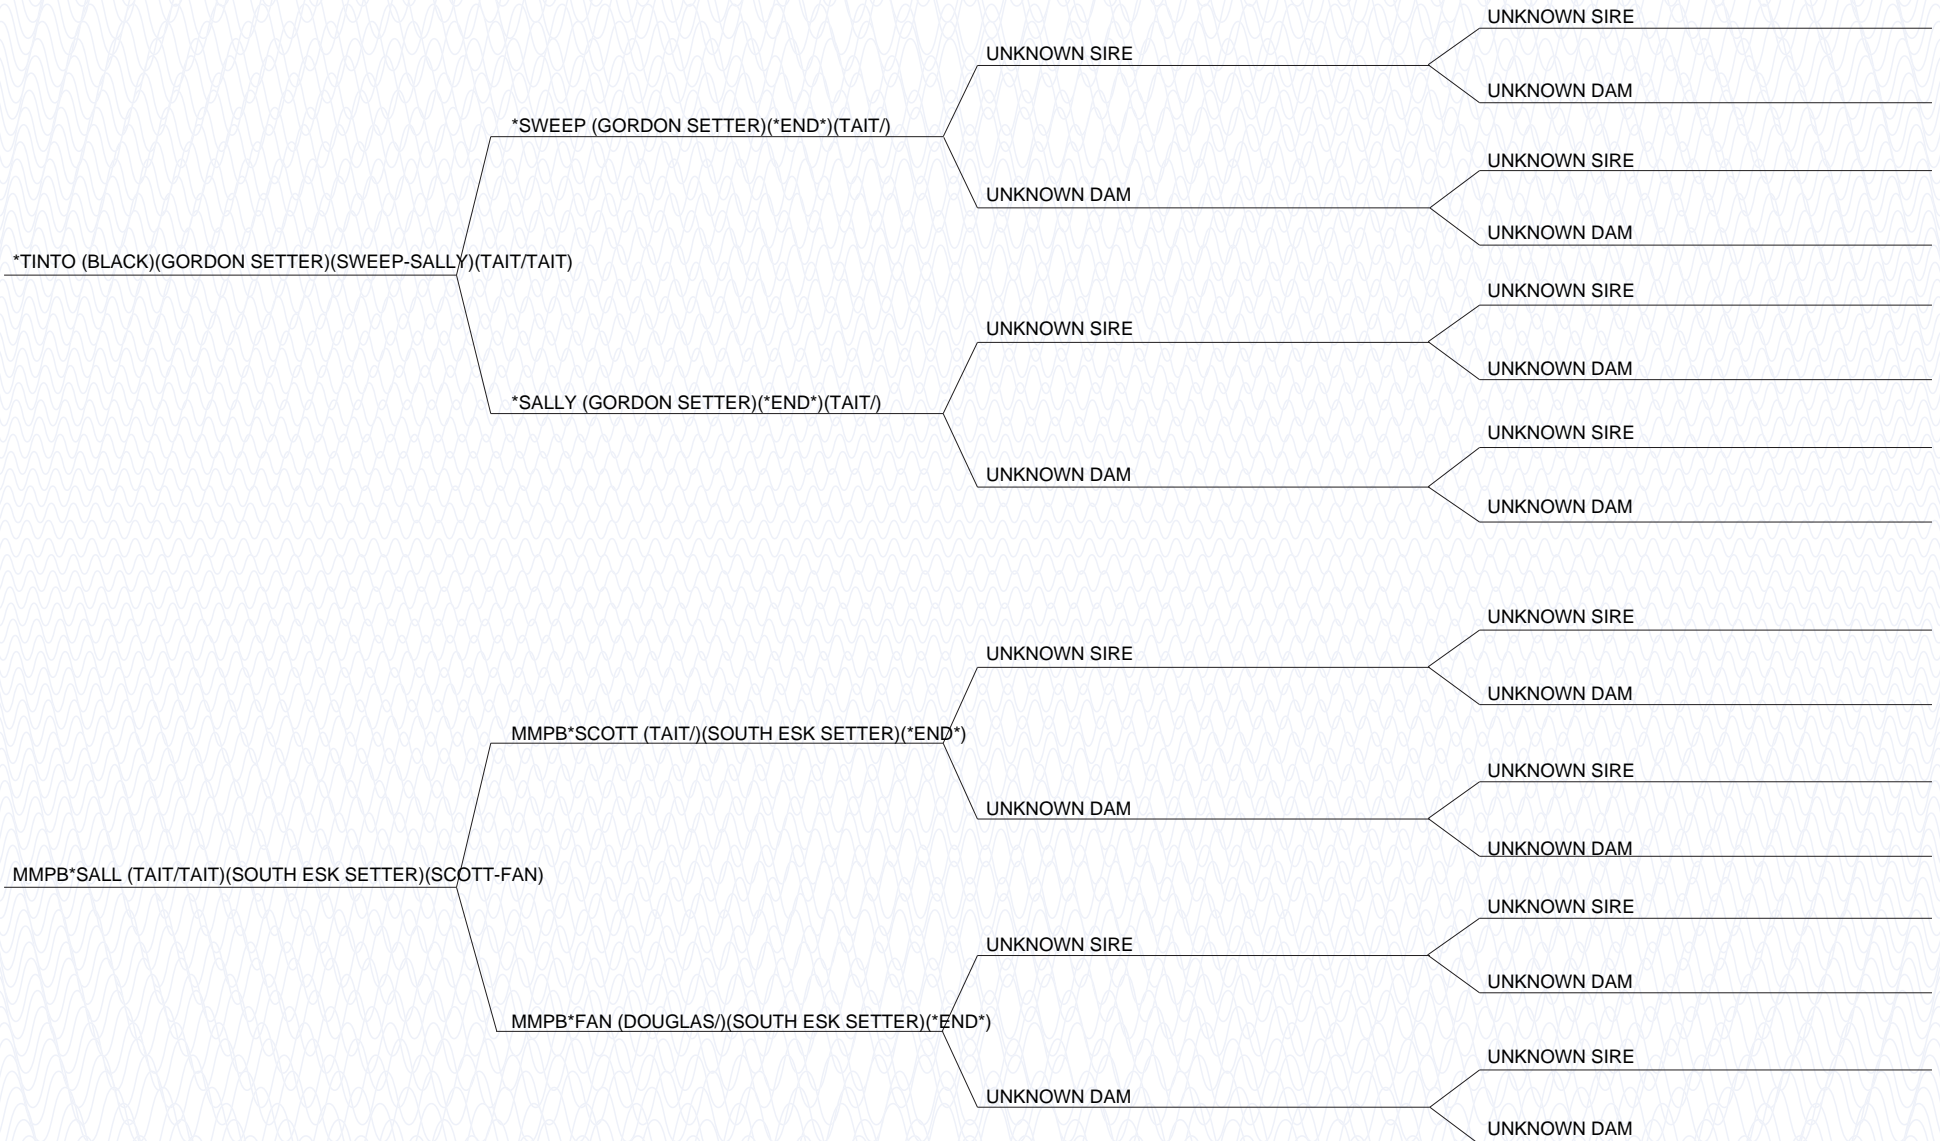 UNKNOWN SIRE
UNKNOWN SIRE
UNKNOWN DAM
*SWEEP (GORDON SETTER)(*END*)(TAIT/)
UNKNOWN SIRE
UNKNOWN DAM
UNKNOWN DAM
*TINTO (BLACK)(GORDON SETTER)(SWEEP-SALLY)(TAIT/TAIT)
UNKNOWN SIRE
UNKNOWN SIRE
UNKNOWN DAM
*SALLY (GORDON SETTER)(*END*)(TAIT/)
UNKNOWN SIRE
UNKNOWN DAM
UNKNOWN DAM
UNKNOWN SIRE
UNKNOWN SIRE
UNKNOWN DAM
MMPB*SCOTT (TAIT/)(SOUTH ESK SETTER)(*END*)
UNKNOWN SIRE
UNKNOWN DAM
UNKNOWN DAM
MMPB*SALL (TAIT/TAIT)(SOUTH ESK SETTER)(SCOTT-FAN)
UNKNOWN SIRE
UNKNOWN SIRE
UNKNOWN DAM
MMPB*FAN (DOUGLAS/)(SOUTH ESK SETTER)(*END*)
UNKNOWN SIRE
UNKNOWN DAM
UNKNOWN DAM